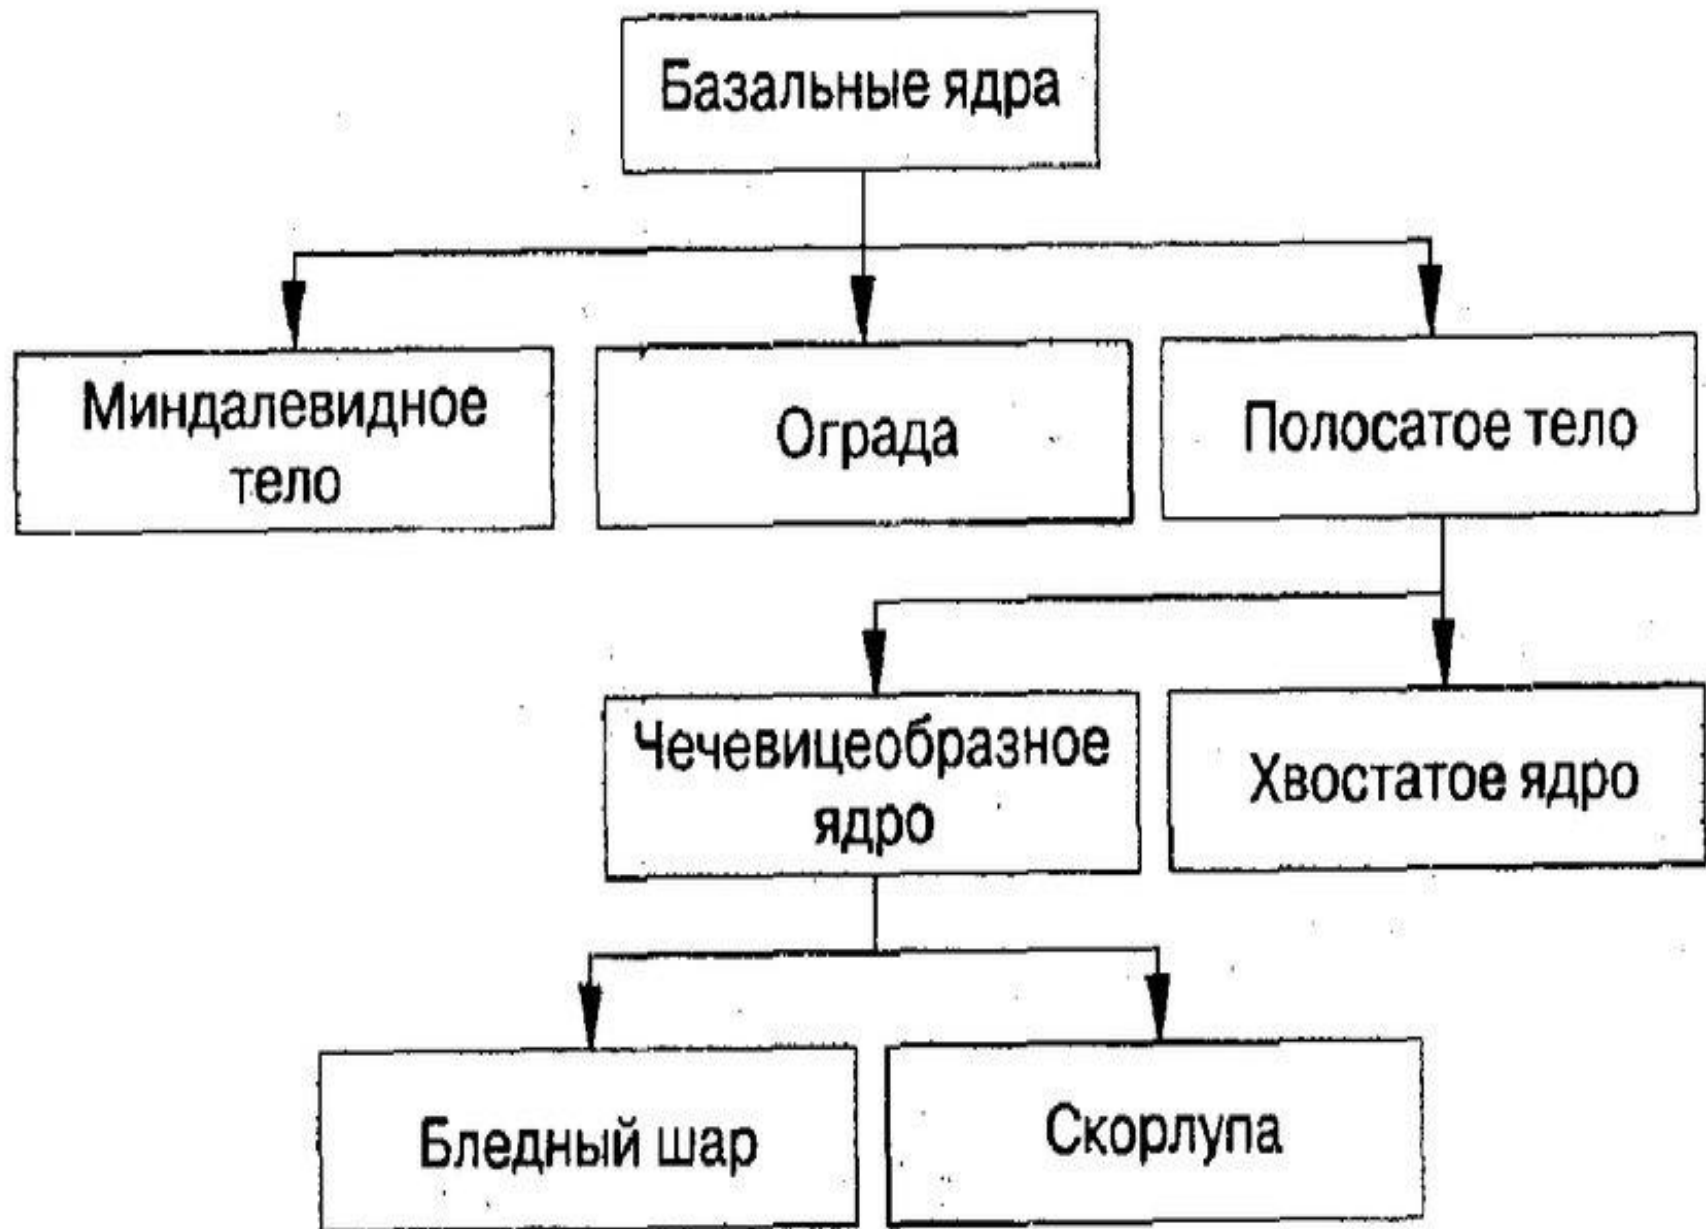 Базальные ядра
Миндалевидное
тело
Ограда
Полосатое тело
Чечевицеобразное
ядро
Хвостатое ядро
Бледный шар
Скорлупа